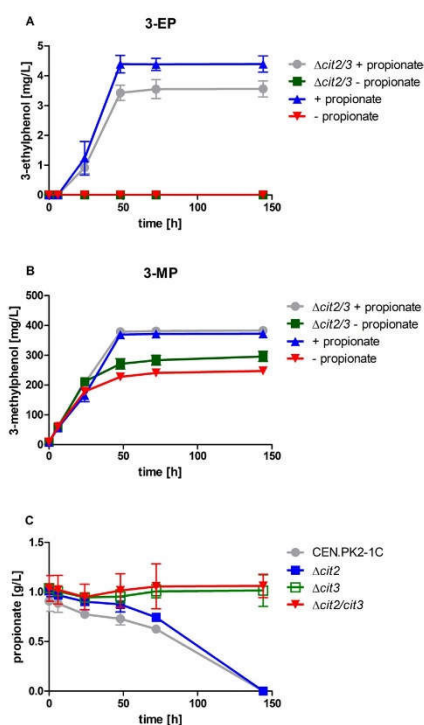 A
3-EP
3-ethylphenol [mg/L]
5
4
3
2
1
0
0 50 100 150
time [h]
Δcit2/3 + propionate
Δcit2/3 - propionate
+ propionate
- propionate
B
3-MP
3-methylphenol [mg/L]
500
400
300
200
100
0
0 50 100 150
time [h]
Δcit2/3 + propionate
Δcit2/3 - propionate
+ propionate
- propionate
C
propionate [g/L]
1.5
1.0
0.5
0.0
0 50 100 150
time [h]
CEN.PK2-1C
Δcit2
Δcit3
Δcit2/cit3